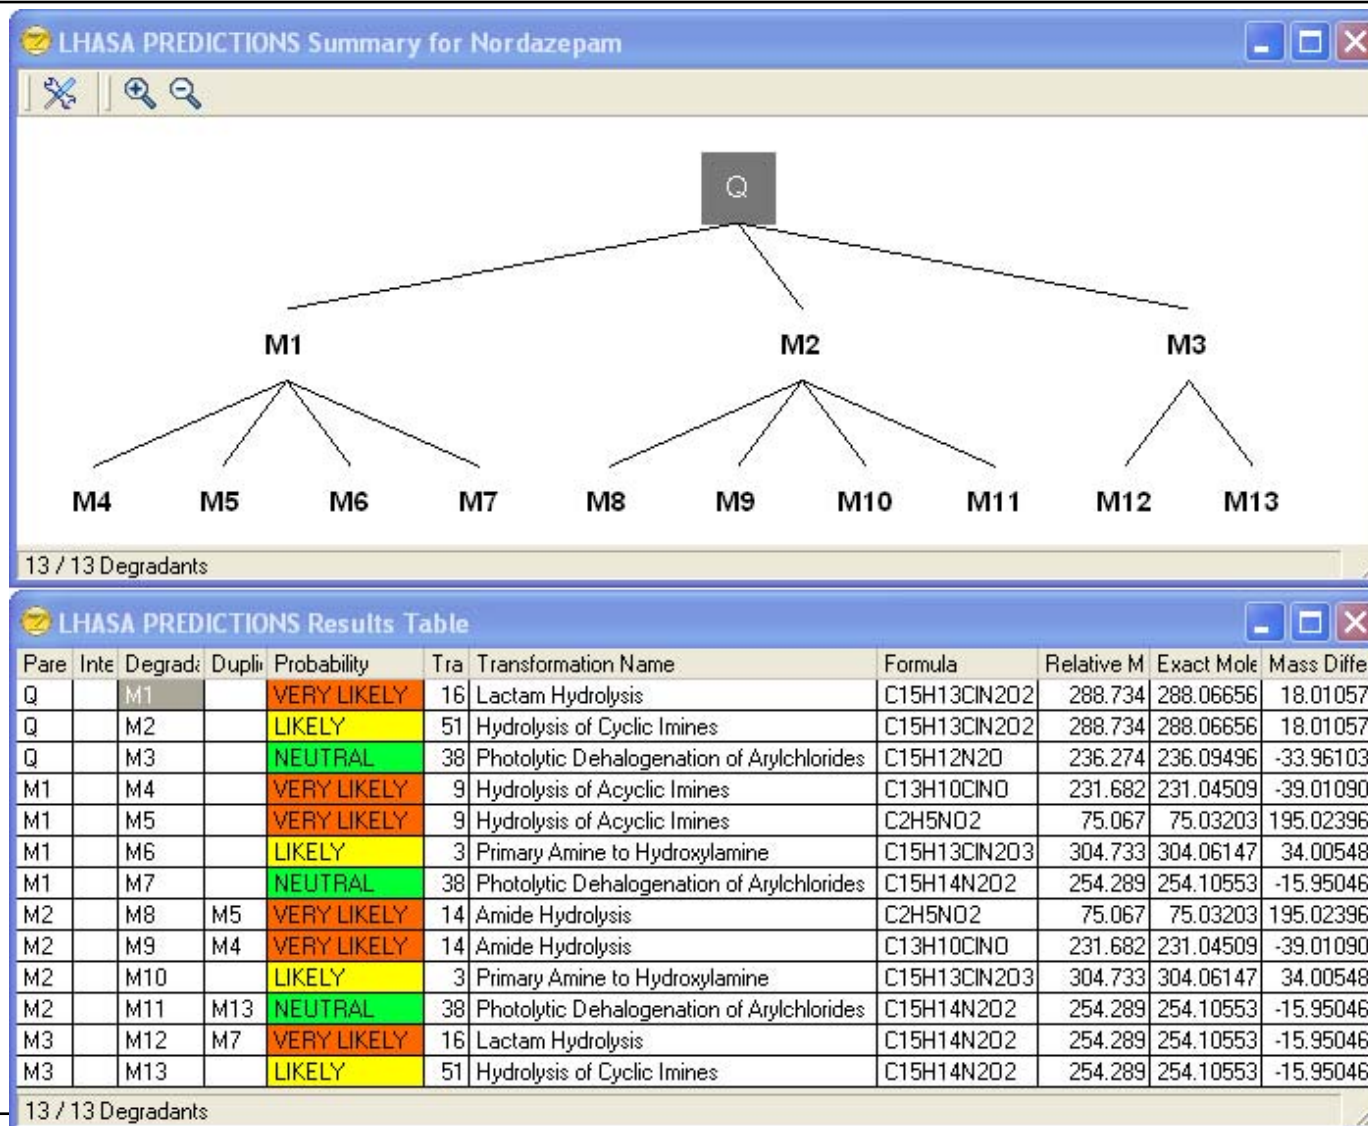 LHASA PREDICTIONS Summary for Nordazepam
Q
M1 M2 M3
M4 M5 M6 M7 M8 M9 M10 M11 M12 M13
13 / 13 Degradants
LHASA PREDICTIONS Results Table
Pare Inte Degrada Dupli Probability Tra Transformation Name Formula Relative M Exact Mole Mass Diffe
Q M1 VERY LIKELY 16 Lactam Hydrolysis C15H13ClN2O2 288.734 288.06656 18.01057
Q M2 LIKELY 51 Hydrolysis of Cyclic Imines C15H13ClN2O2 288.734 288.06656 18.01057
Q M3 NEUTRAL 38 Photolytic Dehalogenation of Arylchlorides C15H12N2O 236.274 236.09496 -33.96103
M1 M4 VERY LIKELY 9 Hydrolysis of Acyclic Imines C13H10ClNO 231.682 231.04509 -39.01090
M1 M5 VERY LIKELY 9 Hydrolysis of Acyclic Imines C2H5NO2 75.067 75.03203 195.02396
M1 M6 LIKELY 3 Primary Amine to Hydroxylamine C15H13ClN2O3 304.733 304.06147 34.00548
M1 M7 NEUTRAL 38 Photolytic Dehalogenation of Arylchlorides C15H14N2O2 254.289 254.10553 -15.95046
M2 M8 M5 VERY LIKELY 14 Amide Hydrolysis C2H5NO2 75.067 75.03203 195.02396
M2 M9 M4 VERY LIKELY 14 Amide Hydrolysis C13H10ClNO 231.682 231.04509 -39.01090
M2 M10 LIKELY 3 Primary Amine to Hydroxylamine C15H13ClN2O3 304.733 304.06147 34.00548
M2 M11 M13 NEUTRAL 38 Photolytic Dehalogenation of Arylchlorides C15H14N2O2 254.289 254.10553 -15.95046
M3 M12 M7 VERY LIKELY 16 Lactam Hydrolysis C15H14N2O2 254.289 254.10553 -15.95046
M3 M13 LIKELY 51 Hydrolysis of Cyclic Imines C15H14N2O2 254.289 254.10553 -15.95046
13 / 13 Degradants